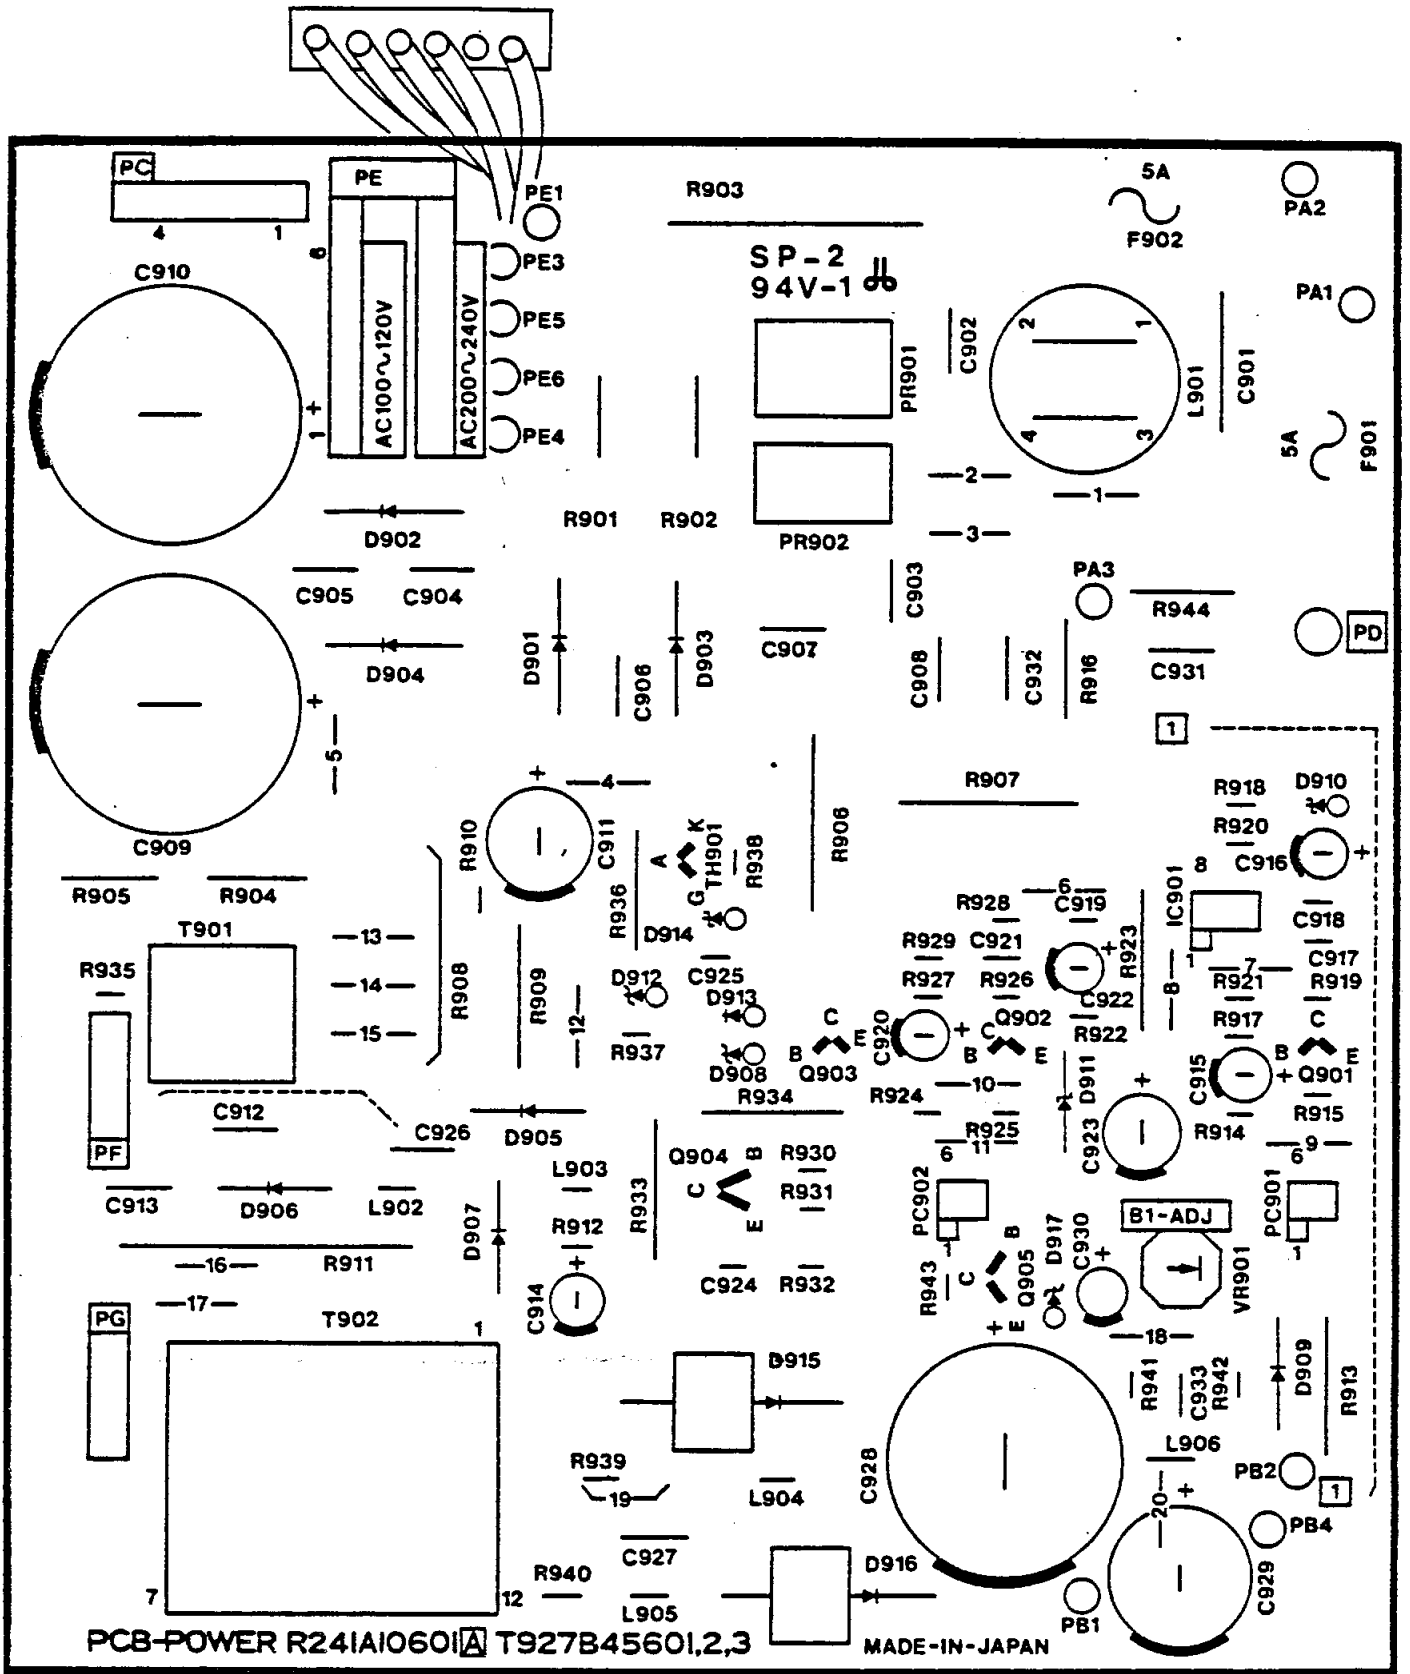 PC
4 1
PE
6
1 +
AC100~120V
AC200~240V
PE1
PE3
PE5
PE6
PE4
R903
SP-2
94V-1
5A
F902
PA2
PA1
C910
PR901
C902
2 1
4 3
L901
C901
5A
F901
2
1
3
D902
R901
R902
PR902
C905
C904
C903
PA3
R944
PD
D904
D901
C906
D903
C907
C908
C932
R916
C931
+
5
1
C909
+
4
R910
C911
A
K
G
TH901
R938
R906
R907
R918
D910
R920
C916
+
R905
R904
R936
D914
6
R928
C919
8
IC901
1
C918
T901
13
R935
14
15
R908
R909
12
D912
C925
D913
R937
D908
R929
C921
R927
R926
+
R923
C922
8
7
C917
R921
R919
C920
+
B
C
E
Q903
Q902
B
C
E
R922
R917
C915
+
B
C
E
Q901
R934
R924
10
D911
+
C912
C926
D905
R925
11
C923
R914
R915
9
PF
L903
Q904
B
C
E
R930
R931
6
PC902
1
6
PC901
1
C913
D906
L902
D907
R912
R933
B1-ADJ
B
C
E
Q905
D917
C930
+
VR901
16
R911
C924
R932
R943
17
+
C914
PG
T902
1
+
18
D915
R941
C933
R942
D909
R913
R939
19
L904
C928
L906
PB2
1
20
+
PB4
C927
D916
R940
L905
7
12
PB1
C929
PCB-POWER R241A10601 A T927B45601,2,3
MADE-IN-JAPAN